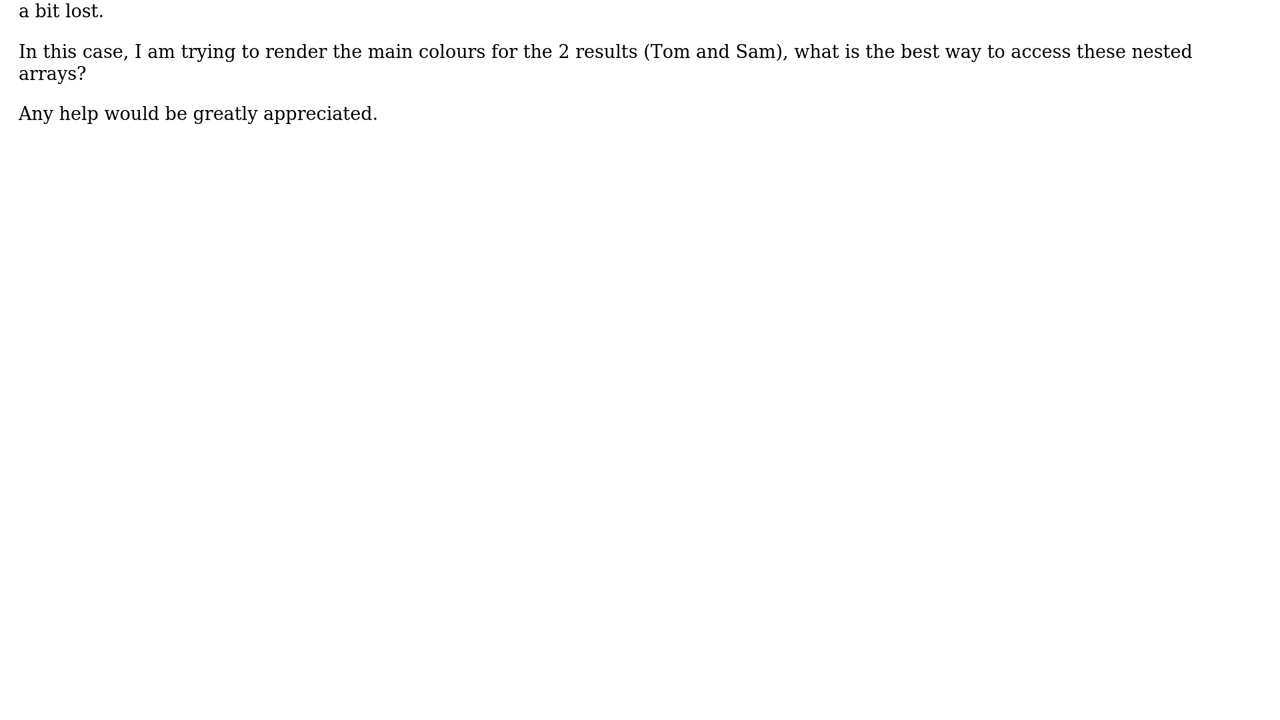 a bit lost.
In this case, I am trying to render the main colours for the 2 results (Tom and Sam), what is the best way to access these nested
arrays?
Any help would be greatly appreciated.